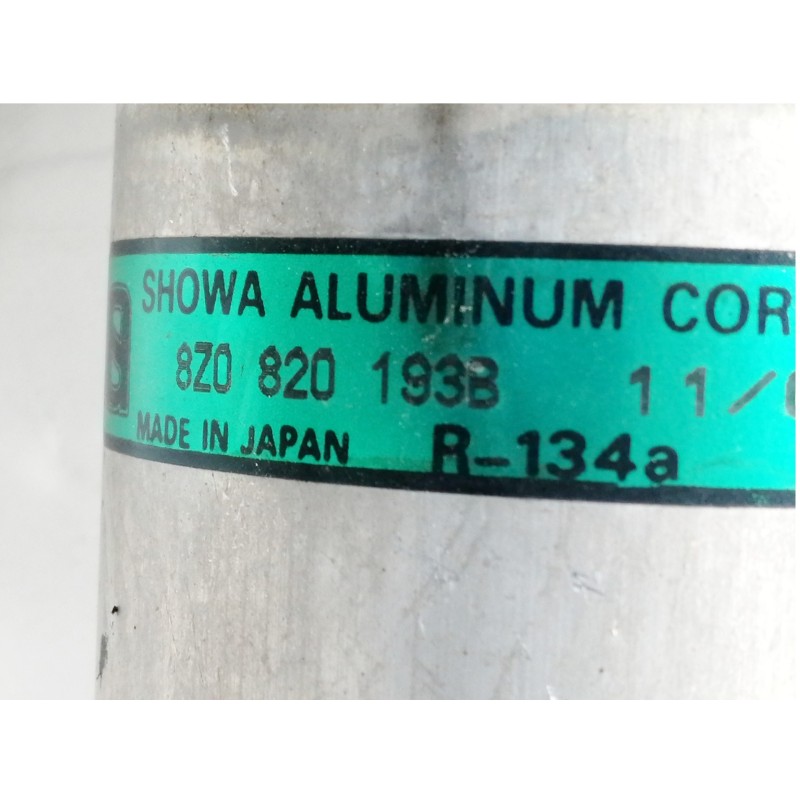 SHOWA ALUMINUM COR
8Z0 820 193B 11/
MADE IN JAPAN R-134a